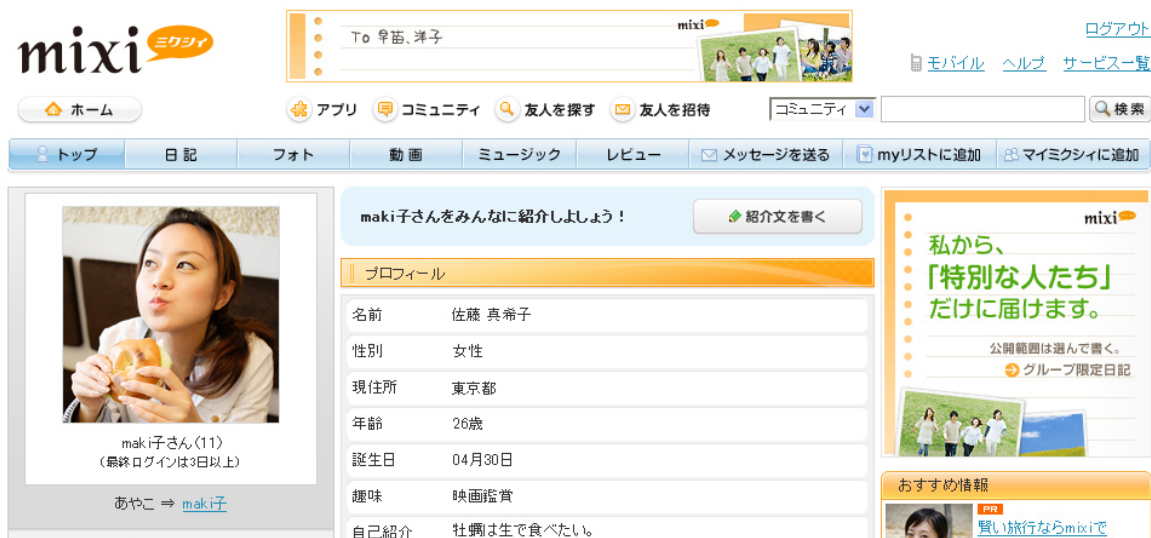 mixi ミクシィ
To 早苗、洋子
mixi
ログアウト
モバイル ヘルプ サービス一覧
ホーム
アプリ コミュニティ 友人を探す 友人を招待
コミュニティ 検索
トップ 日記 フォト 動画 ミュージック レビュー メッセージを送る myリストに追加 マイミクシィに追加
maki子さん(11)
(最終ログインは3日以上)
あやこ ⇒ maki子
maki子さんをみんなに紹介しよしょう！ 紹介文を書く
プロフィール
名前 佐藤 真希子
性別 女性
現住所 東京都
年齢 26歳
誕生日 04月30日
趣味 映画鑑賞
自己紹介 牡蠣は生で食べたい。
mixi
私から、
「特別な人たち」
だけに届けます。
公開範囲は選んで書く。
グループ限定日記
おすすめ情報
PR
賢い旅行ならmixiで